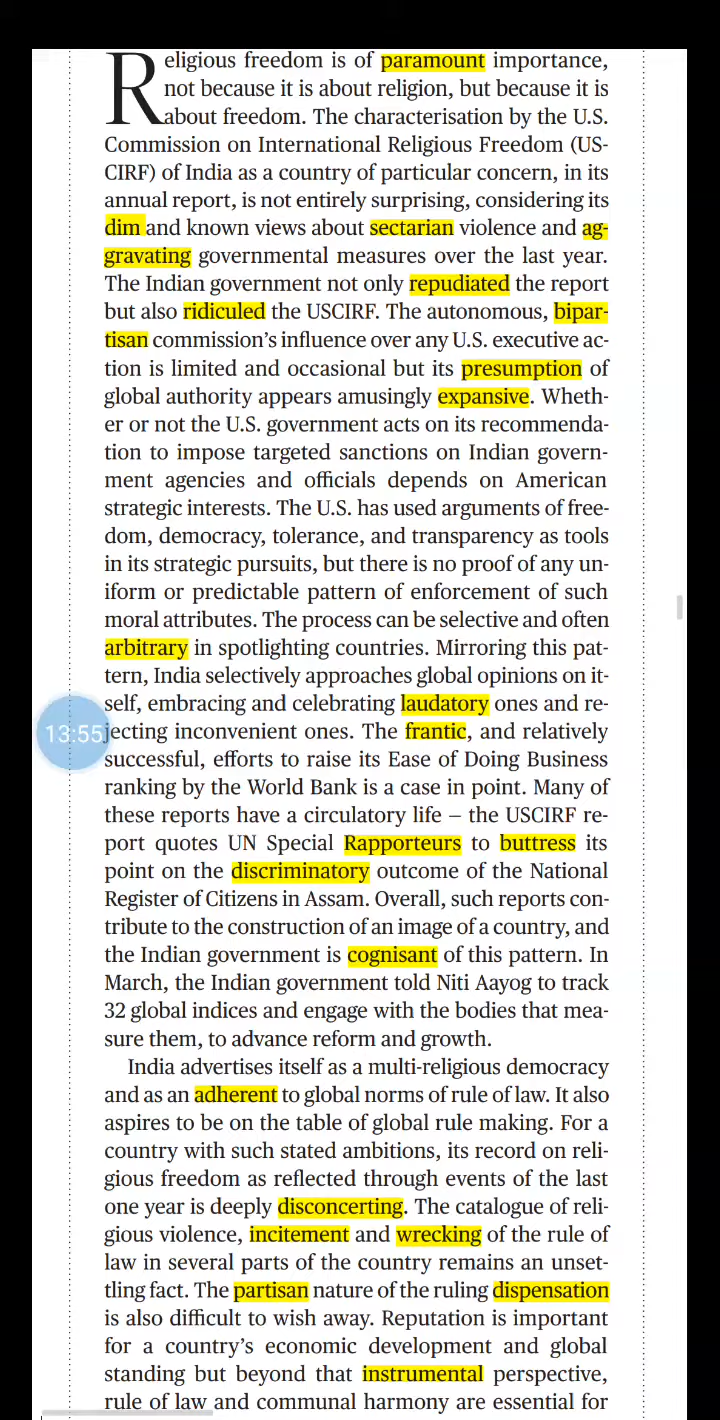 Religious freedom is of paramount importance,
not because it is about religion, but because it is
about freedom. The characterisation by the U.S.
Commission on International Religious Freedom (US-
CIRF) of India as a country of particular concern, in its
annual report, is not entirely surprising, considering its
dim and known views about sectarian violence and ag-
gravating governmental measures over the last year.
The Indian government not only repudiated the report
but also ridiculed the USCIRF. The autonomous, bipar-
tisan commission’s influence over any U.S. executive ac-
tion is limited and occasional but its presumption of
global authority appears amusingly expansive. Wheth-
er or not the U.S. government acts on its recommenda-
tion to impose targeted sanctions on Indian govern-
ment agencies and officials depends on American
strategic interests. The U.S. has used arguments of free-
dom, democracy, tolerance, and transparency as tools
in its strategic pursuits, but there is no proof of any un-
iform or predictable pattern of enforcement of such
moral attributes. The process can be selective and often
arbitrary in spotlighting countries. Mirroring this pat-
tern, India selectively approaches global opinions on it-
self, embracing and celebrating laudatory ones and re-
13:55
jecting inconvenient ones. The frantic, and relatively
successful, efforts to raise its Ease of Doing Business
ranking by the World Bank is a case in point. Many of
these reports have a circulatory life – the USCIRF re-
port quotes UN Special Rapporteurs to buttress its
point on the discriminatory outcome of the National
Register of Citizens in Assam. Overall, such reports con-
tribute to the construction of an image of a country, and
the Indian government is cognisant of this pattern. In
March, the Indian government told Niti Aayog to track
32 global indices and engage with the bodies that mea-
sure them, to advance reform and growth.
India advertises itself as a multi-religious democracy
and as an adherent to global norms of rule of law. It also
aspires to be on the table of global rule making. For a
country with such stated ambitions, its record on reli-
gious freedom as reflected through events of the last
one year is deeply disconcerting. The catalogue of reli-
gious violence, incitement and wrecking of the rule of
law in several parts of the country remains an unset-
tling fact. The partisan nature of the ruling dispensation
is also difficult to wish away. Reputation is important
for a country’s economic development and global
standing but beyond that instrumental perspective,
rule of law and communal harmony are essential for